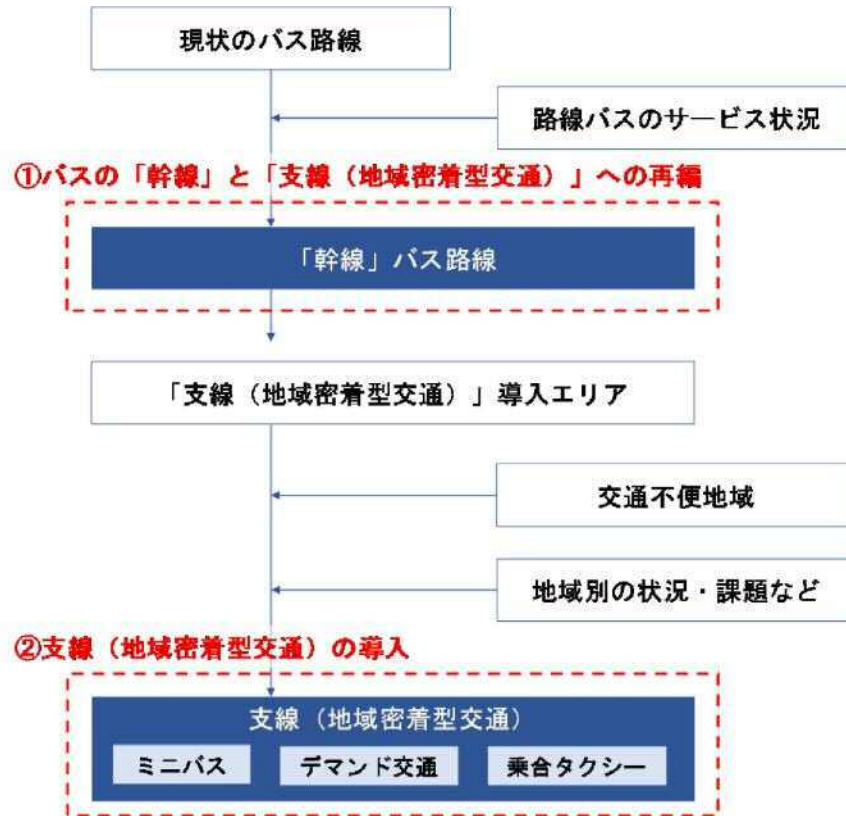 現状のバス路線
路線バスのサービス状況
①バスの「幹線」と「支線（地域密着型交通）」への再編
「幹線」バス路線
「支線（地域密着型交通）」導入エリア
交通不便地域
地域別の状況・課題など
②支線（地域密着型交通）の導入
支線（地域密着型交通）
ミニバス
デマンド交通
乗合タクシー